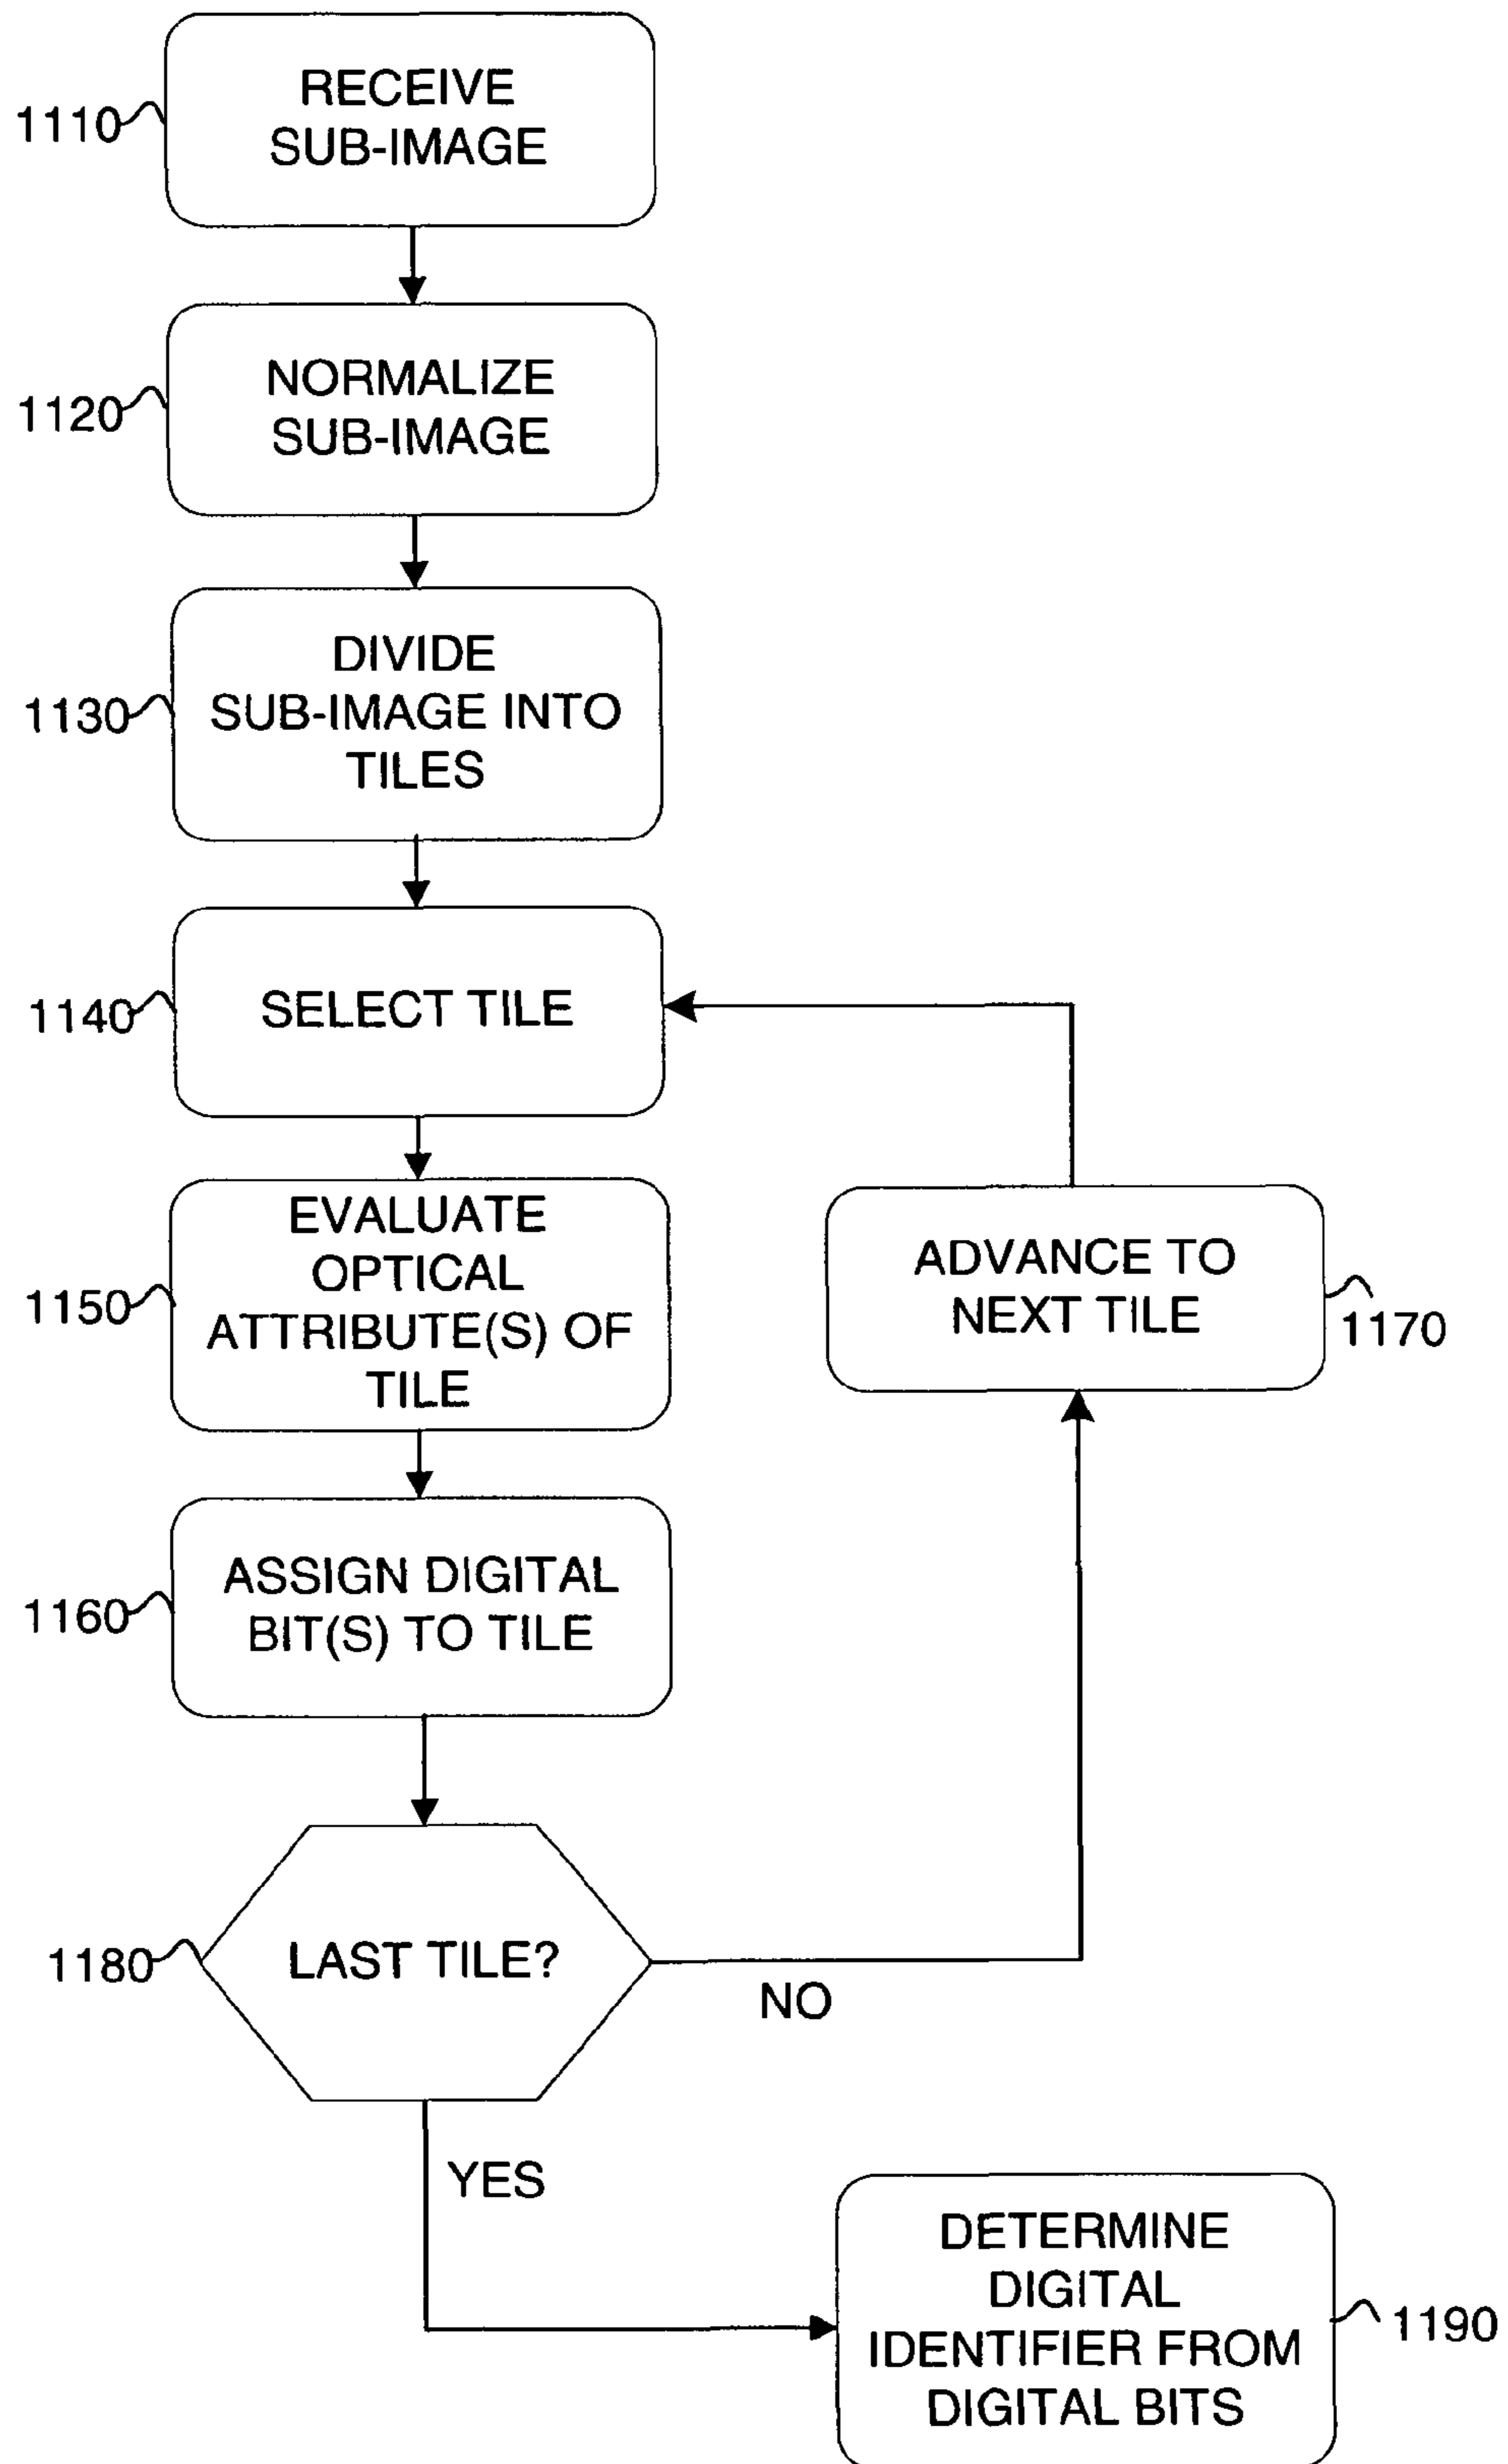 1110
RECEIVE
SUB-IMAGE
1120
NORMALIZE
SUB-IMAGE
1130
DIVIDE
SUB-IMAGE INTO
TILES
1140
SELECT TILE
1150
EVALUATE
OPTICAL
ATTRIBUTE(S) OF
TILE
ADVANCE TO
NEXT TILE
1170
1160
ASSIGN DIGITAL
BIT(S) TO TILE
1180
LAST TILE?
NO
YES
DETERMINE
DIGITAL
IDENTIFIER FROM
DIGITAL BITS
1190